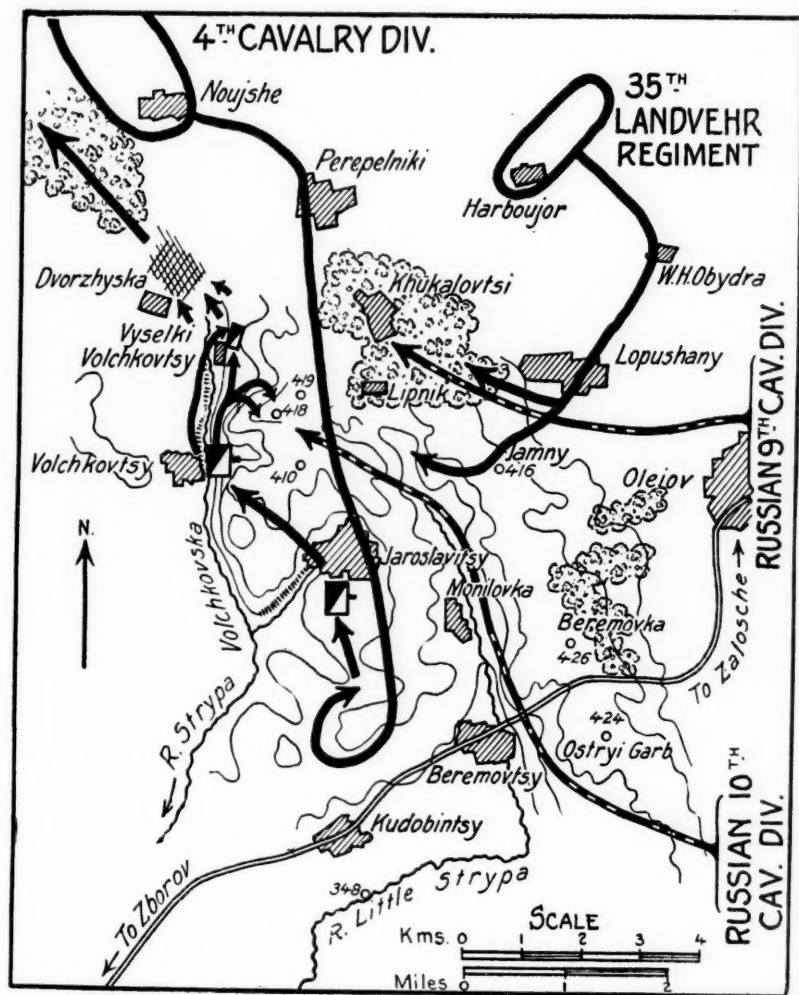 4TH CAVALRY DIV.
35TH
LANDVEHR
REGIMENT
Noujshe
Perepelniki
Harboujor
Dvorzhyska
Khukalovtsi
W.H.Obydra
Vyselki
Volchkovtsy
Lopushany
419
418
Lipnik
RUSSIAN 9TH CAV. DIV.
Volchkovtsy
410
Jamny
416
Olejov
N.
Volchkovska
Jaroslavitsy
Monilovka
Beremovka
426
To Zalosche
R. Strypa
424
Ostryi Garb
Beremovtsy
Kudobintsy
RUSSIAN 10TH
CAV. DIV.
To Zborov
348
R. Little Strypa
SCALE
Kms. 0 1 2 3 4
Miles 0 1 2